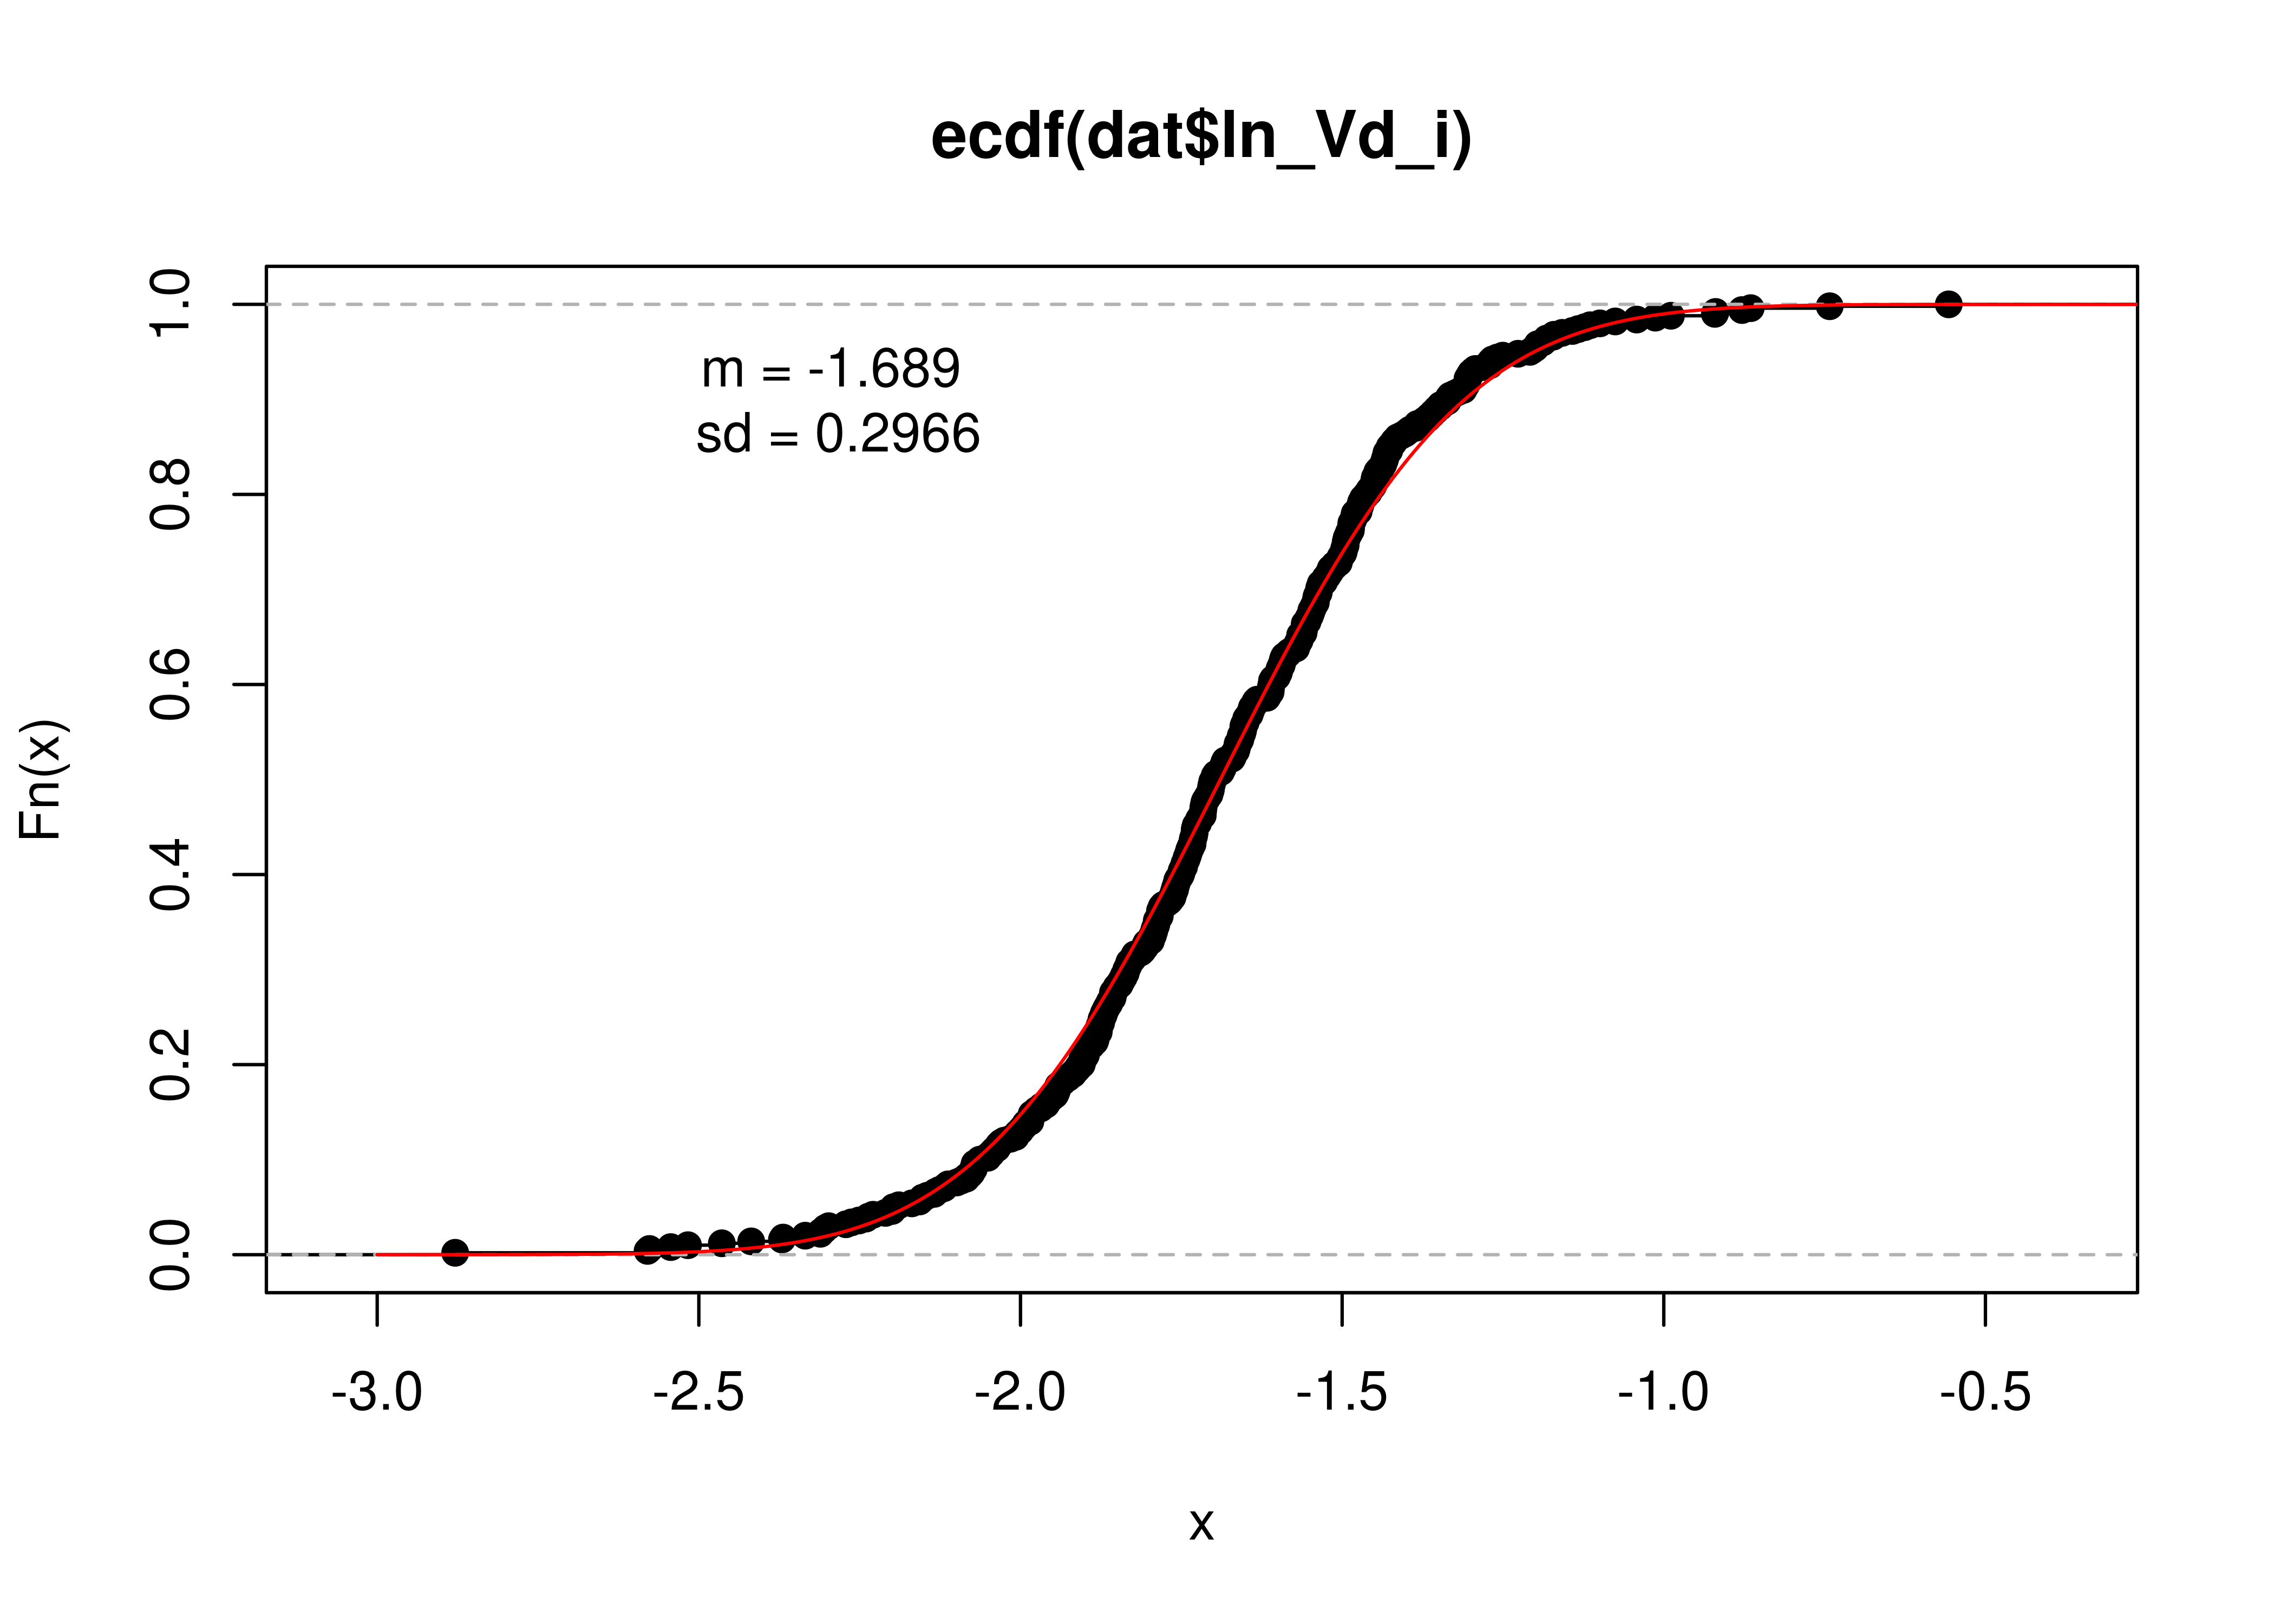 ecdf(dat$ln_Vd_i)
m = -1.689
sd = 0.2966
Fn(x)
1.0
0.8
0.6
0.4
0.2
0.0
-3.0 -2.5 -2.0 -1.5 -1.0 -0.5
x